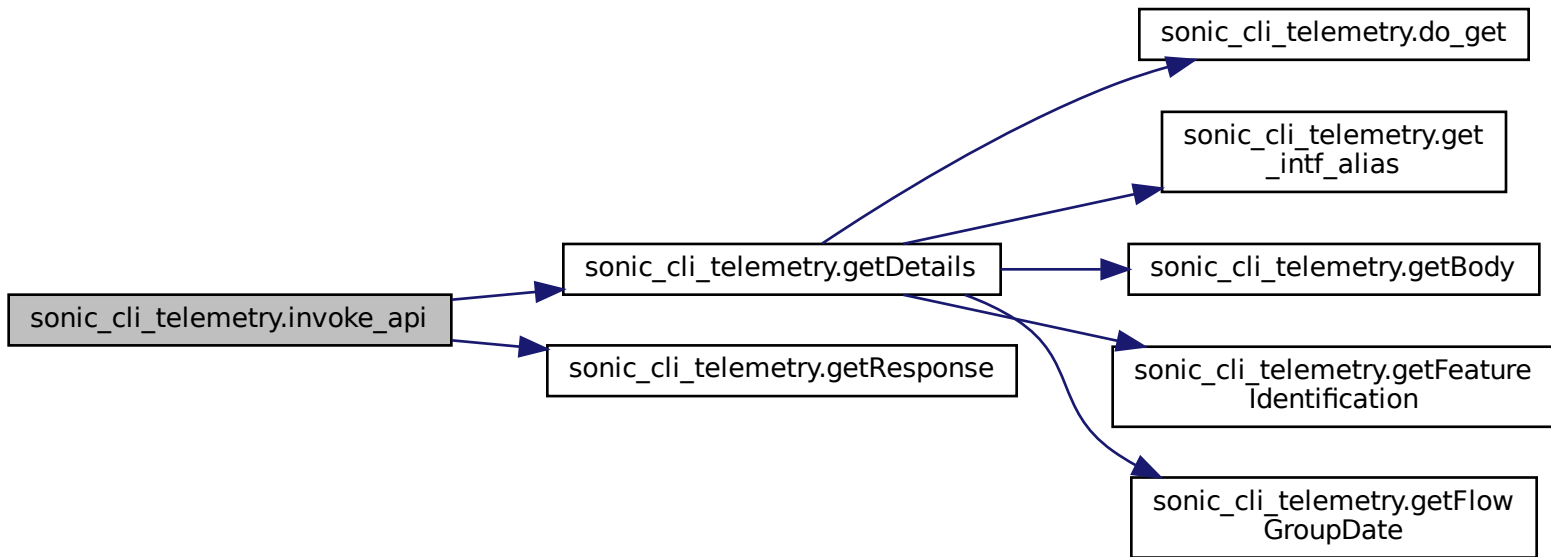 sonic_cli_telemetry.do_get
sonic_cli_telemetry.get
_intf_alias
sonic_cli_telemetry.getDetails
sonic_cli_telemetry.getBody
sonic_cli_telemetry.invoke_api
sonic_cli_telemetry.getResponse
sonic_cli_telemetry.getFeature
Identification
sonic_cli_telemetry.getFlow
GroupDate